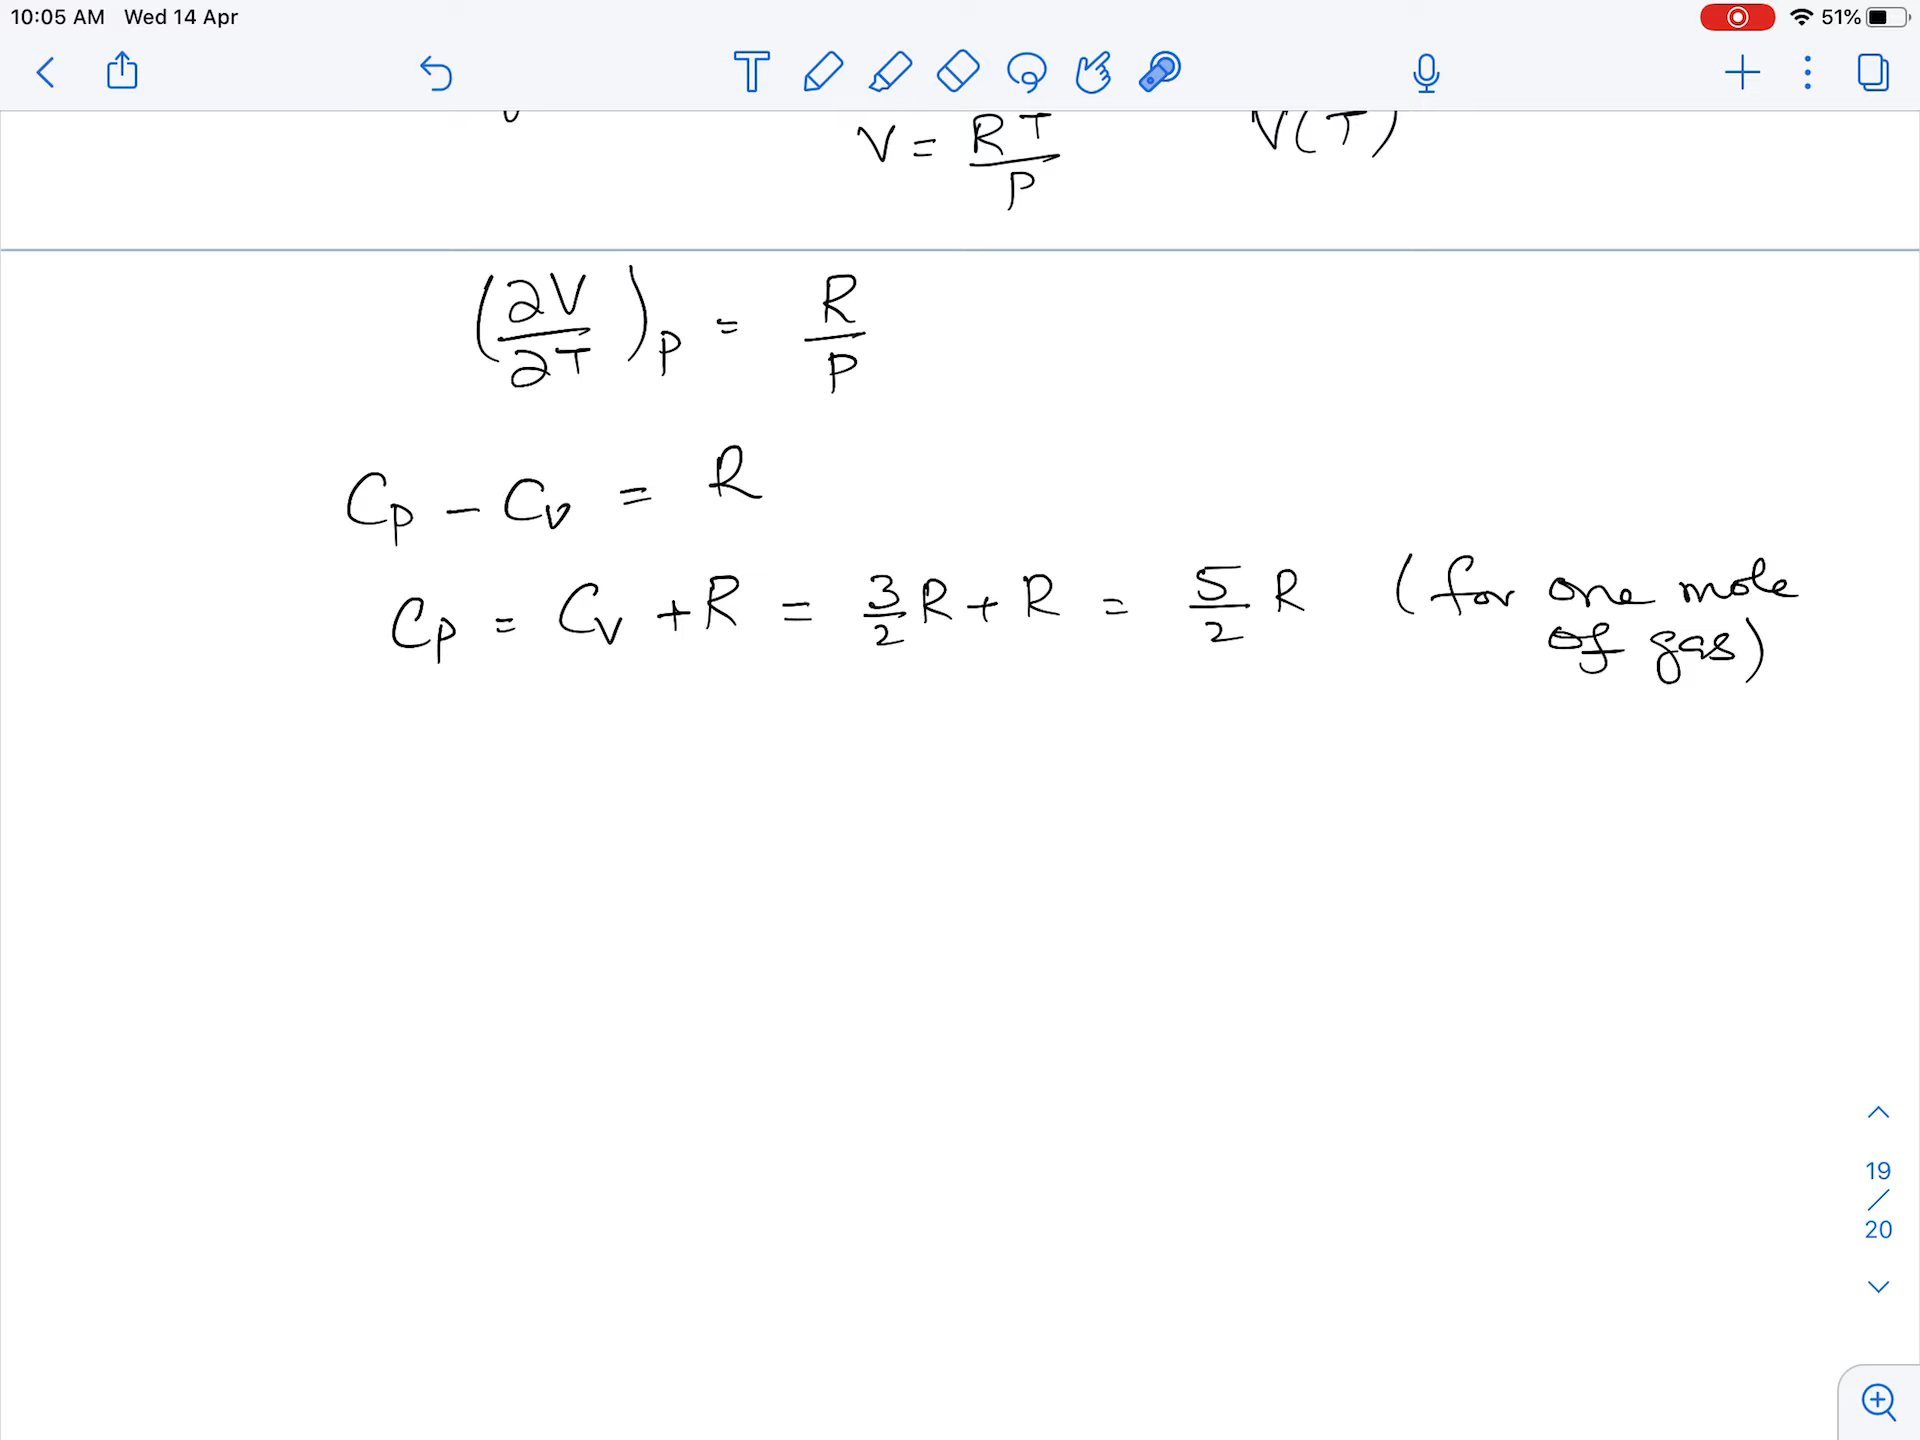 10:05 AM Wed 14 Apr 51%
T
V = RT/P V(T)
(∂V/∂T)_P = R/P
C_P - C_V = R
C_P = C_V + R = 3/2 R + R = 5/2 R (for one mole
of gas)
19
/
20